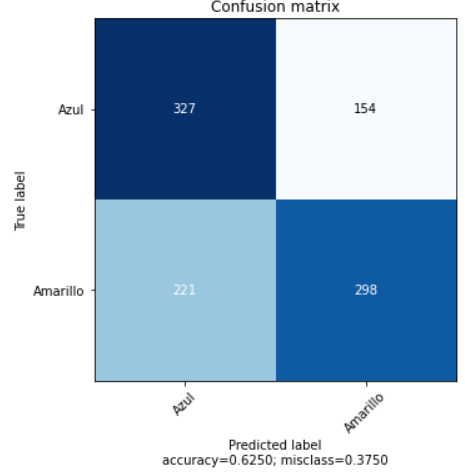 Confusion matrix
Azul
327
154
True label
Amarillo
221
298
Azul
Amarillo
Predicted label
accuracy=0.6250; misclass=0.3750